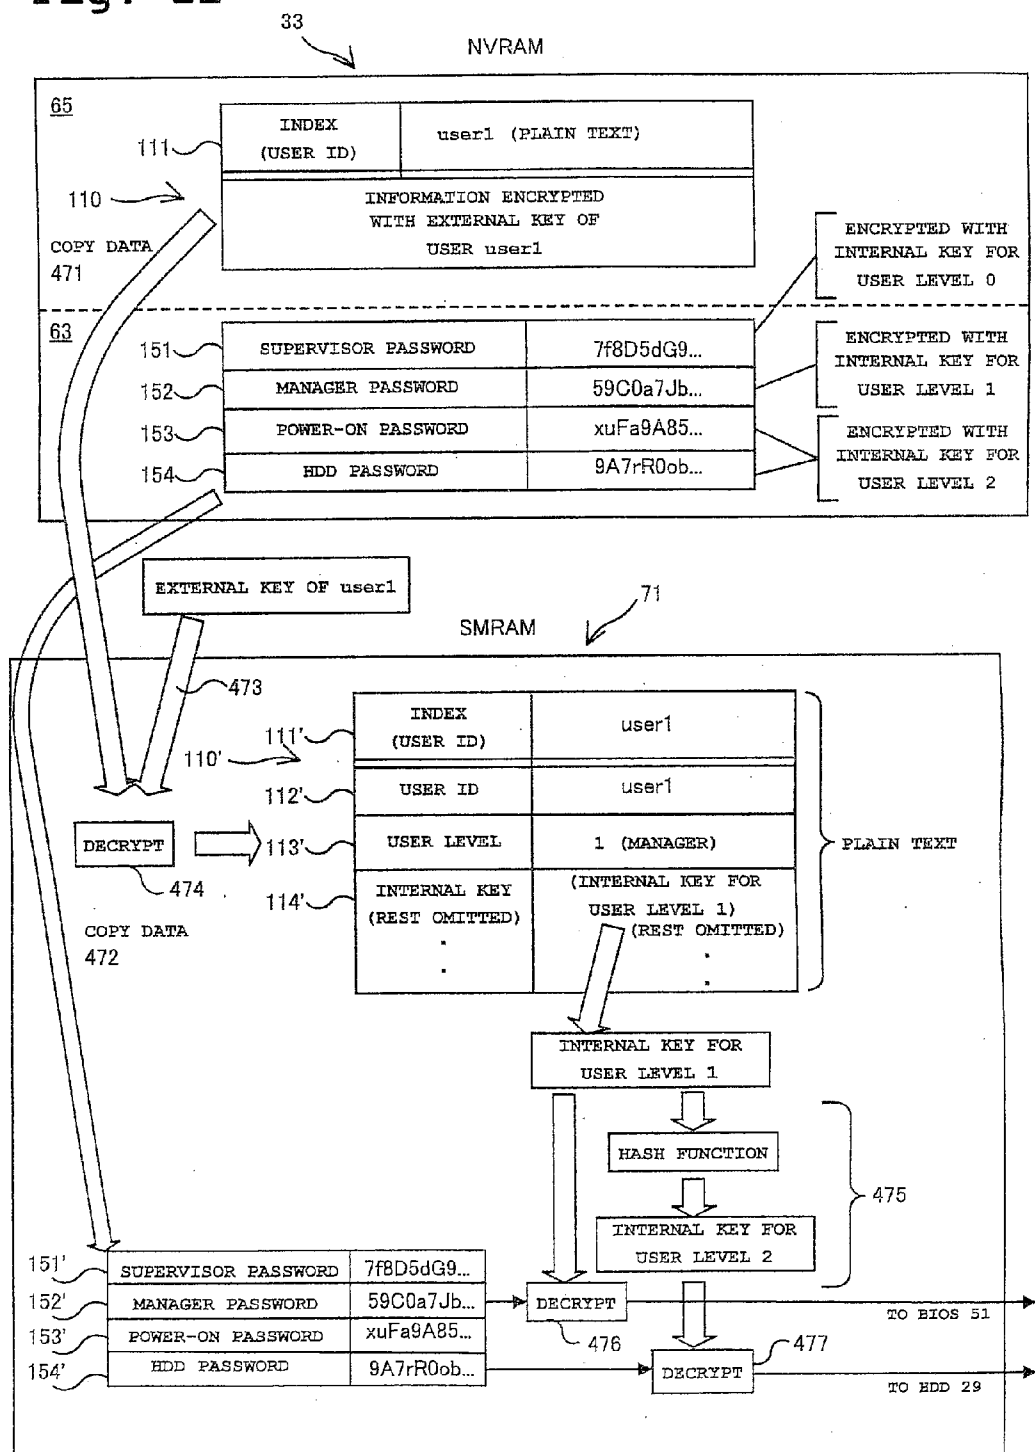 33
NVRAM
65
INDEX
(USER ID)
user1 (PLAIN TEXT)
111
110
INFORMATION ENCRYPTED
WITH EXTERNAL KEY OF
USER user1
COPY DATA
471
ENCRYPTED WITH
INTERNAL KEY FOR
USER LEVEL 0
63
151
SUPERVISOR PASSWORD
7f8D5dG9...
152
MANAGER PASSWORD
59C0a7Jb...
153
POWER-ON PASSWORD
xuFa9A85...
154
HDD PASSWORD
9A7rR0ob...
ENCRYPTED WITH
INTERNAL KEY FOR
USER LEVEL 1
ENCRYPTED WITH
INTERNAL KEY FOR
USER LEVEL 2
EXTERNAL KEY OF user1
71
SMRAM
473
110'
111'
INDEX
(USER ID)
user1
112'
USER ID
user1
113'
USER LEVEL
1 (MANAGER)
114'
INTERNAL KEY
(REST OMITTED)
(INTERNAL KEY FOR
USER LEVEL 1)
(REST OMITTED)
PLAIN TEXT
DECRYPT
474
COPY DATA
472
INTERNAL KEY FOR
USER LEVEL 1
HASH FUNCTION
475
INTERNAL KEY FOR
USER LEVEL 2
151'
SUPERVISOR PASSWORD
7f8D5dG9...
152'
MANAGER PASSWORD
59C0a7Jb...
153'
POWER-ON PASSWORD
xuFa9A85...
154'
HDD PASSWORD
9A7rR0ob...
DECRYPT
476
TO BIOS 51
DECRYPT
477
TO HDD 29